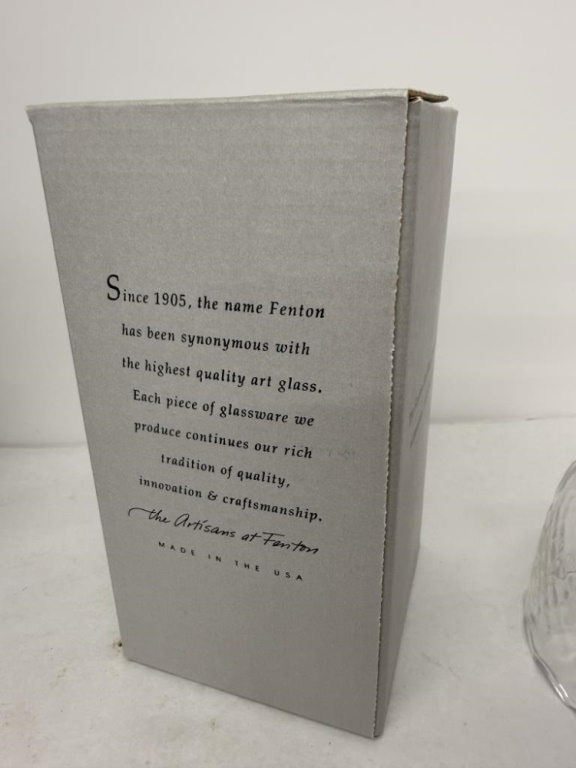 Since 1905, the name Fenton
has been synonymous with
the highest quality art glass.
Each piece of glassware we
produce continues our rich
tradition of quality,
innovation & craftsmanship.
the Artisans at Fenton
MADE IN THE USA